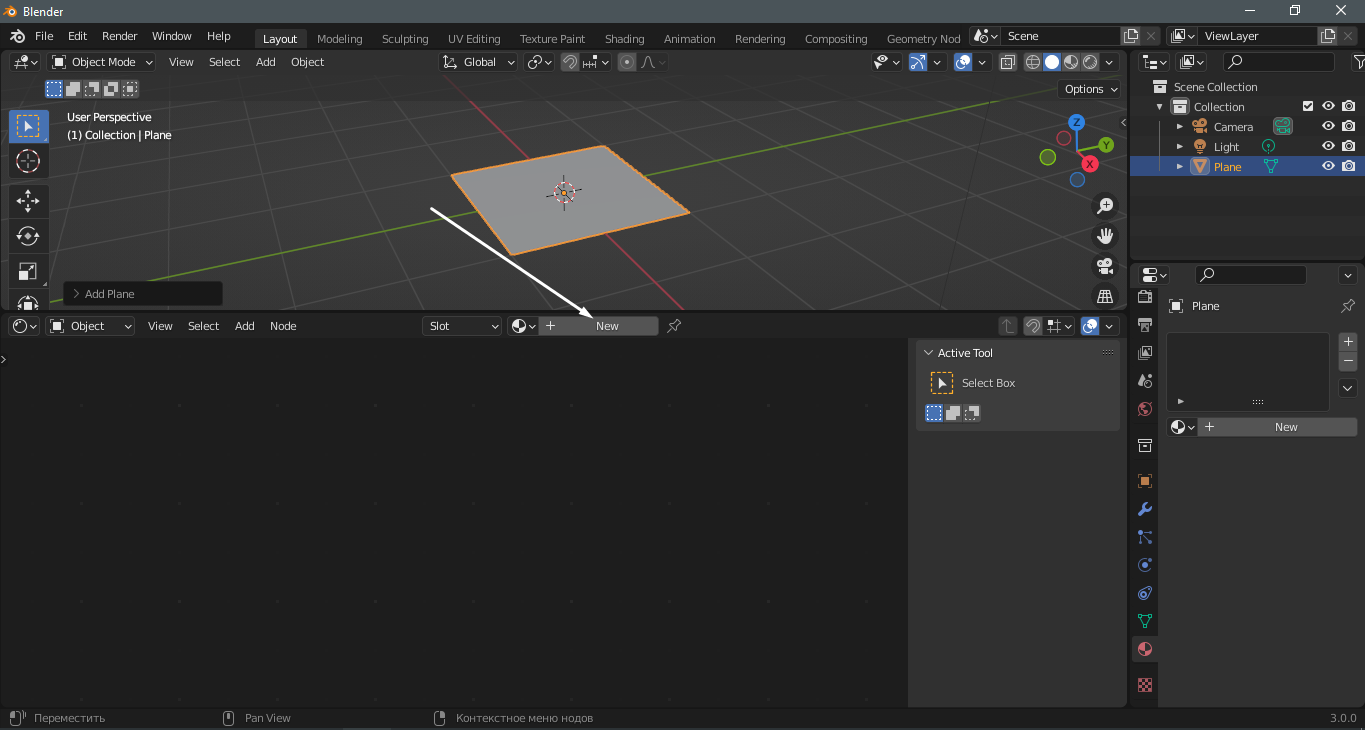 Blender
File Edit Render Window Help Layout Modeling Sculpting UV Editing Texture Paint Shading Animation Rendering Compositing Geometry Nod Scene ViewLayer
Object Mode View Select Add Object Global
Options
User Perspective
(1) Collection | Plane
Z
Y
X
Add Plane
Scene Collection
Collection
Camera
Light
Plane
Object View Select Add Node Slot New
Active Tool
Select Box
Plane
New
Переместить Pan View Контекстное меню нодов 3.0.0